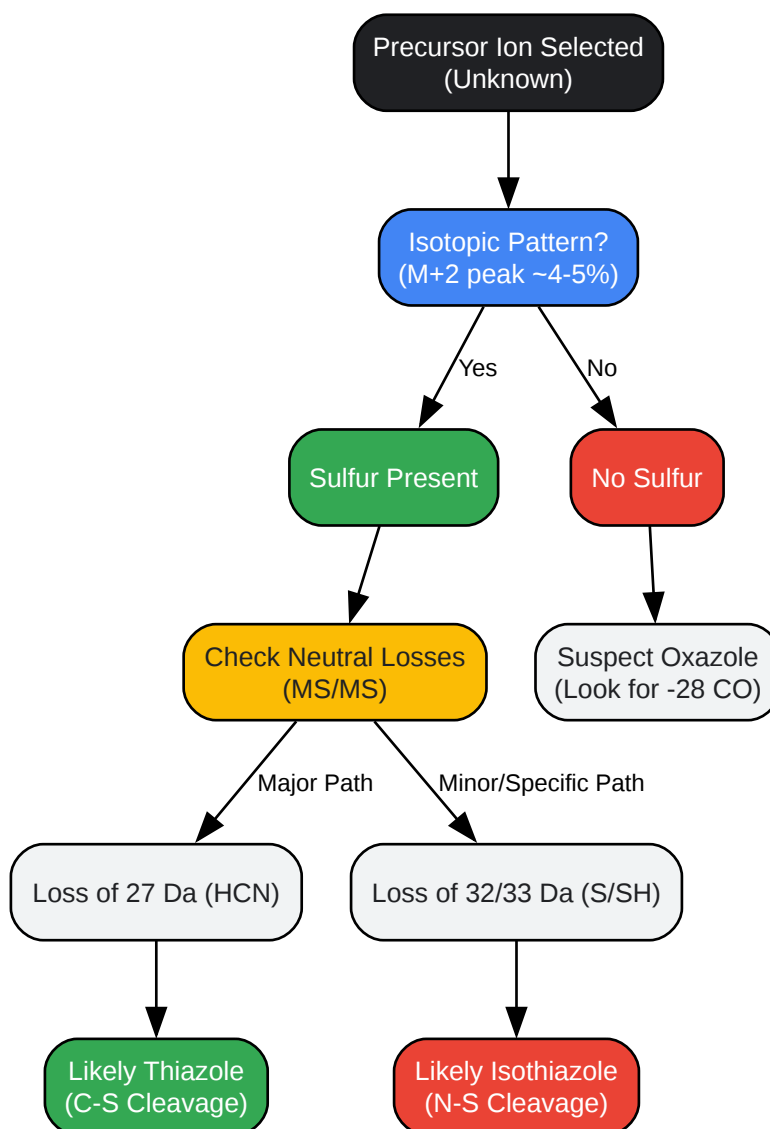 Precursor Ion Selected
(Unknown)
Isotopic Pattern?
(M+2 peak ~4-5%)
Yes
No
Sulfur Present
No Sulfur
Check Neutral Losses
(MS/MS)
Suspect Oxazole
(Look for -28 CO)
Major Path
Minor/Specific Path
Loss of 27 Da (HCN)
Loss of 32/33 Da (S/SH)
Likely Thiazole
(C-S Cleavage)
Likely Isothiazole
(N-S Cleavage)